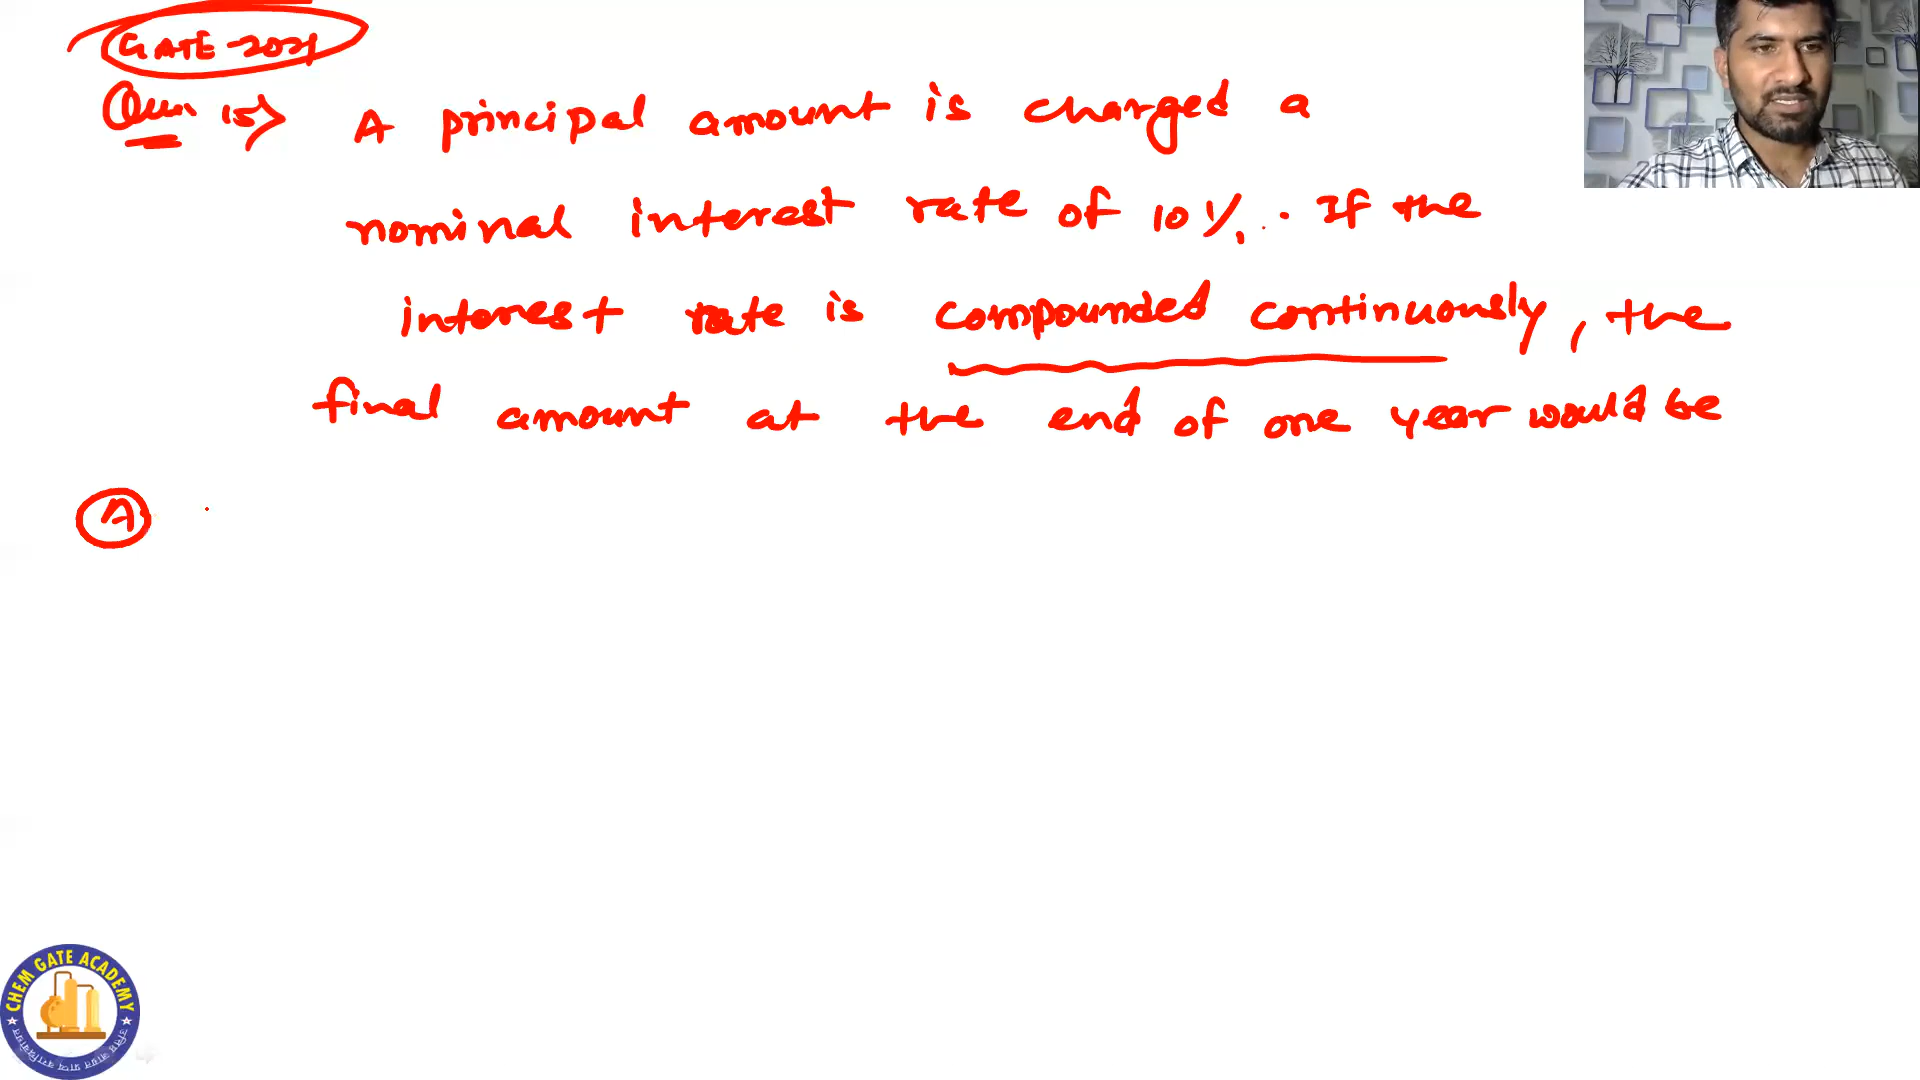 GATE-2021
Ques 15> A principal amount is charged a
nominal interest rate of 10%. If the
interest rate is compounded continuously, the
final amount at the end of one year would be
A
CHEM GATE ACADEMY